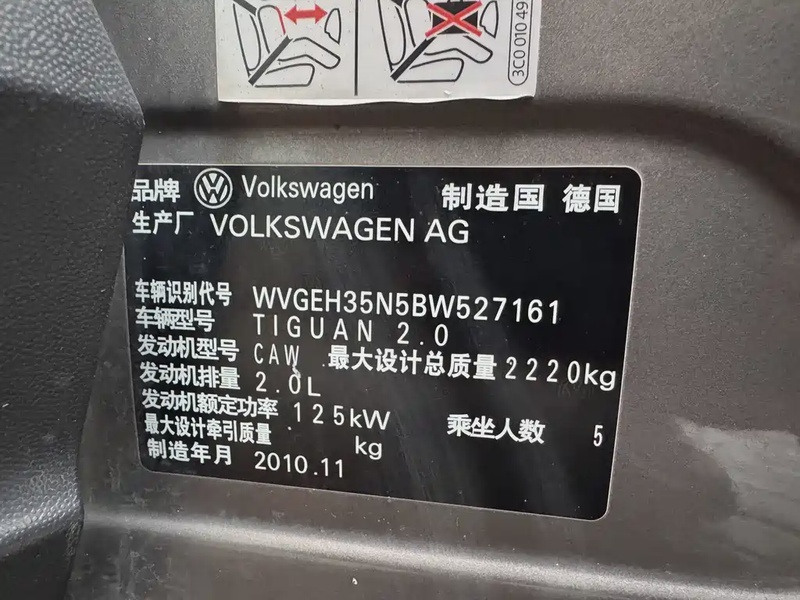 3C0 010 49
品牌 Volkswagen 制造国 德国
生产厂 VOLKSWAGEN AG
车辆识别代号 WVGEH35N5BW527161
车辆型号 TIGUAN 2.0
发动机型号 CAW 最大设计总质量 2220kg
发动机排量 2.0L
发动机额定功率 125kW 乘坐人数 5
最大设计牵引质量 kg
制造年月 2010.11